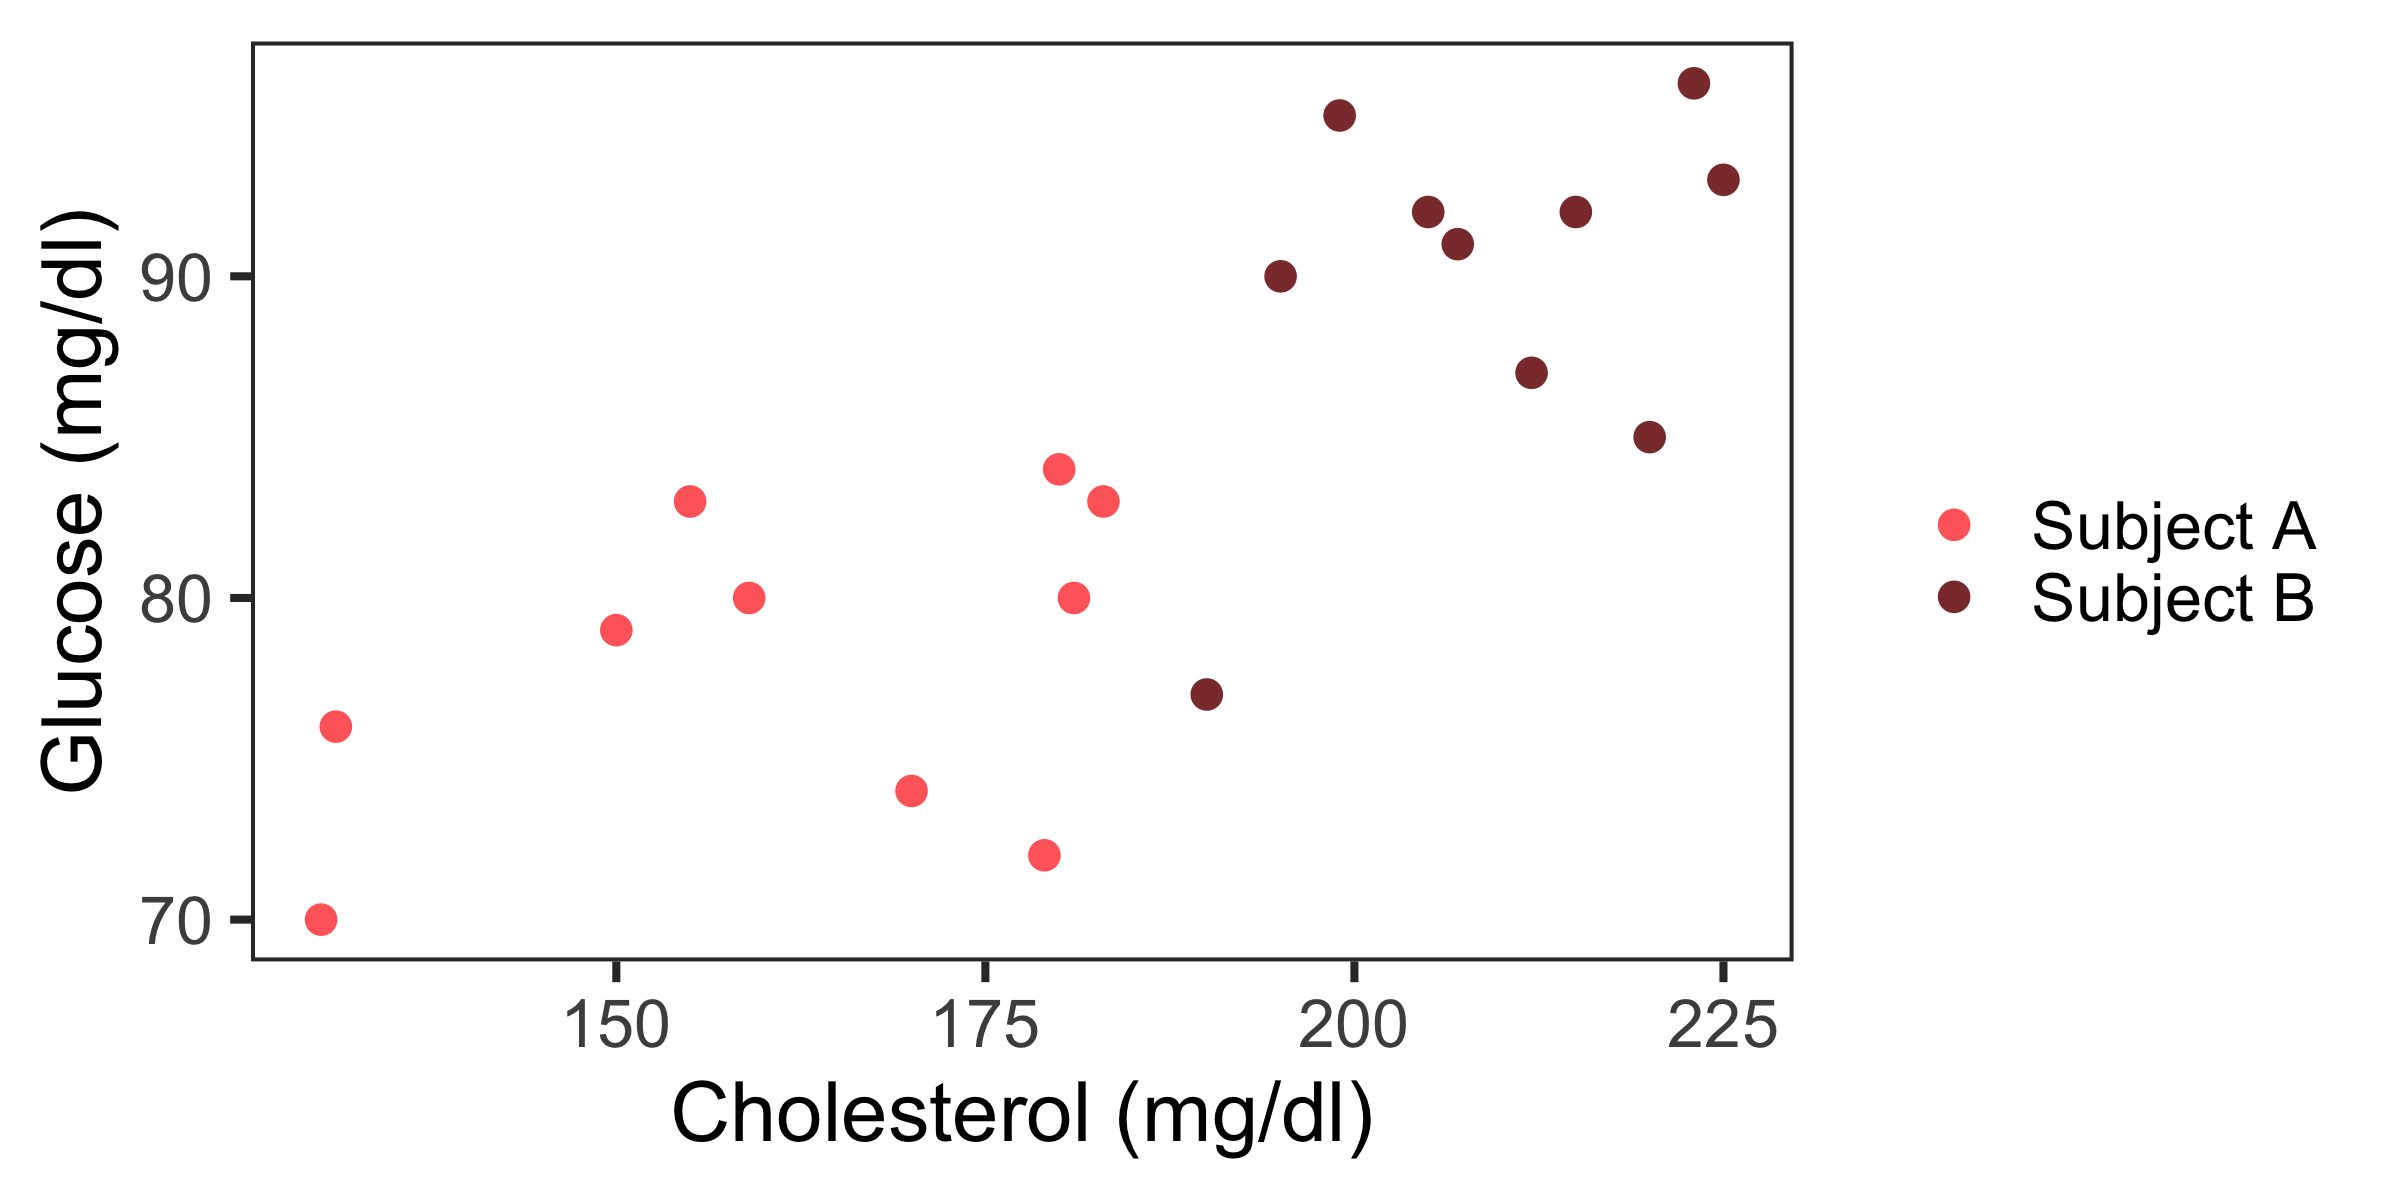 Glucose (mg/dl)
90
80
70
150 175 200 225
Cholesterol (mg/dl)
Subject A
Subject B